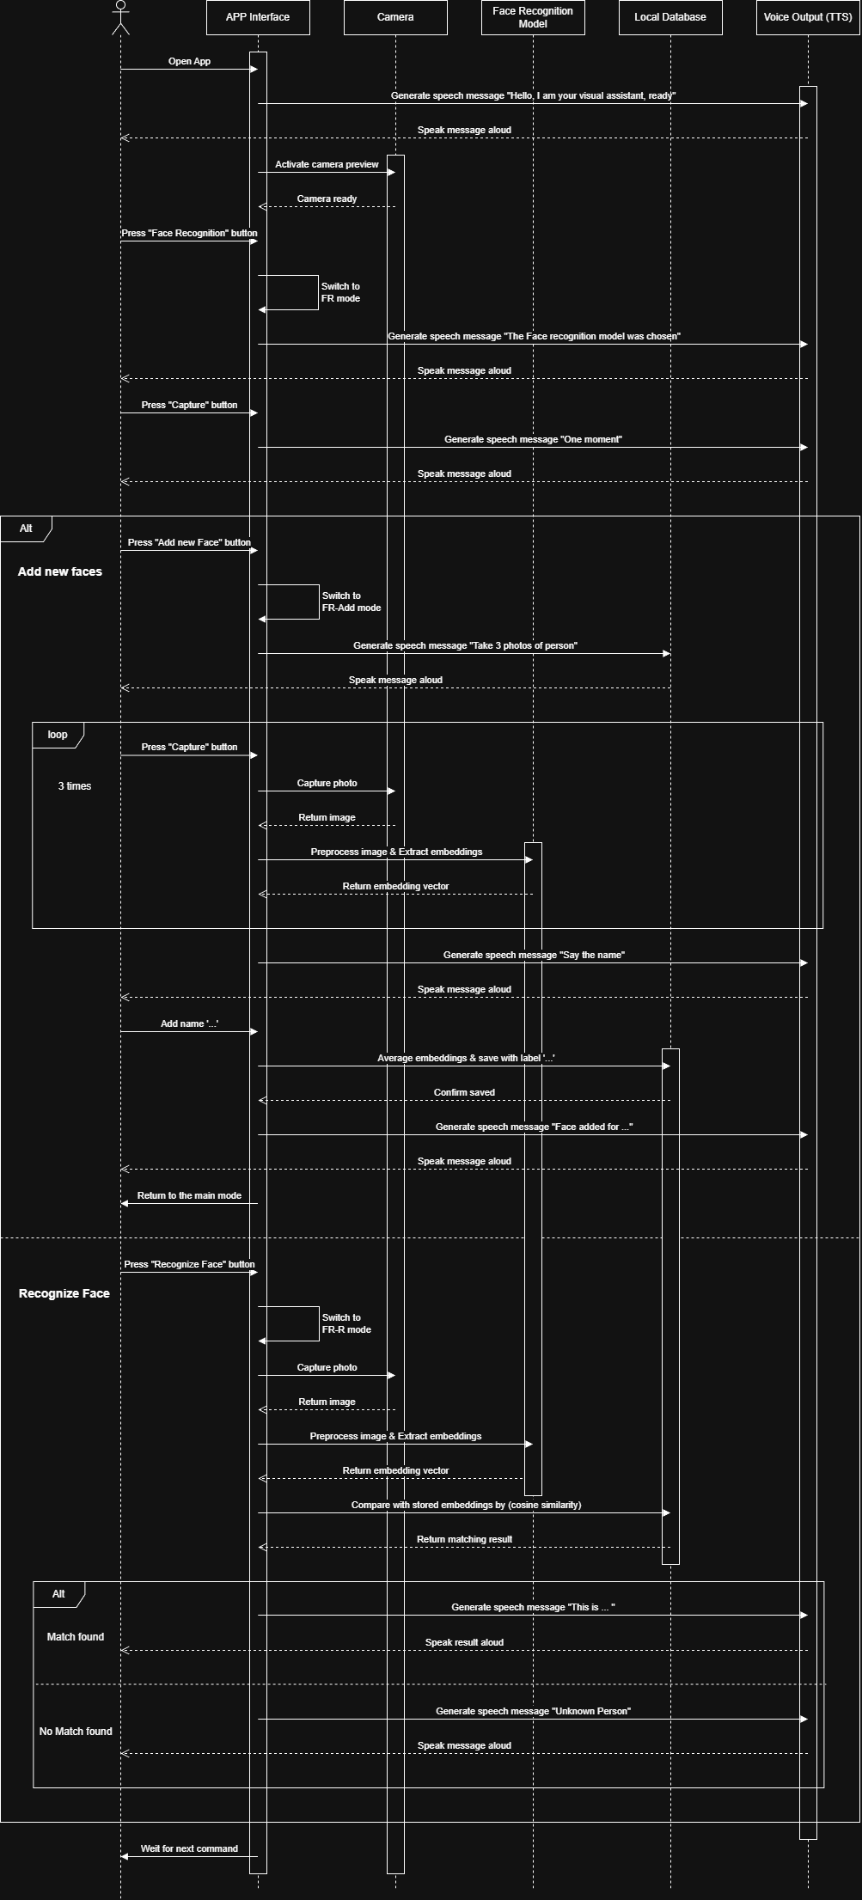 APP Interface
Camera
Face Recognition
Model
Local Database
Voice Output (TTS)
Open App
Generate speech message "Hello, I am your visual assistant, ready"
Speak message aloud
Activate camera preview
Camera ready
Press "Face Recognition" button
Switch to
FR mode
Generate speech message "The Face recognition model was chosen"
Speak message aloud
Press "Capture" button
Generate speech message "One moment"
Speak message aloud
Alt
Press "Add new Face" button
Add new faces
Switch to
FR-Add mode
Generate speech message "Take 3 photos of person"
Speak message aloud
loop
Press "Capture" button
3 times
Capture photo
Return image
Preprocess image & Extract embeddings
Return embedding vector
Generate speech message "Say the name"
Speak message aloud
Add name '...'
Average embeddings & save with label '...'
Confirm saved
Generate speech message "Face added for ..."
Speak message aloud
Return to the main mode
Press "Recognize Face" button
Recognize Face
Switch to
FR-R mode
Capture photo
Return image
Preprocess image & Extract embeddings
Return embedding vector
Compare with stored embeddings by (cosine similarity)
Return matching result
Alt
Generate speech message "This is ... "
Match found
Speak result aloud
Generate speech message "Unknown Person"
No Match found
Speak message aloud
Weit for next command